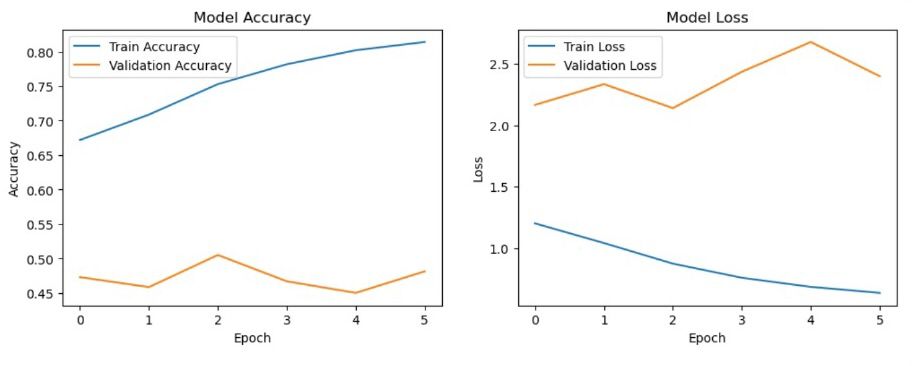 Model Accuracy
Train Accuracy
Validation Accuracy
0.80
0.75
0.70
0.65
0.60
0.55
0.50
0.45
Accuracy
0 1 2 3 4 5
Epoch
Model Loss
Train Loss
Validation Loss
2.5
2.0
1.5
1.0
Loss
0 1 2 3 4 5
Epoch